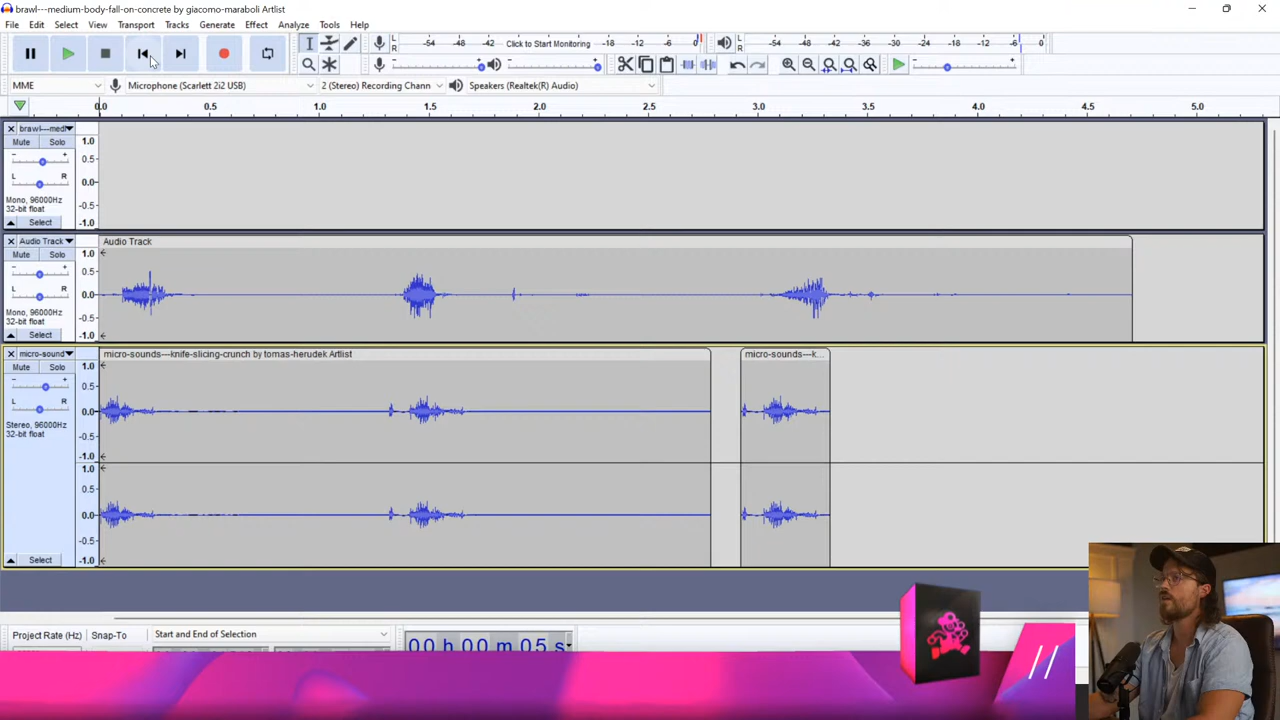 brawl---medium-body-fall-on-concrete by giacomo-maraboli Artlist
File Edit Select View Transport Tracks Generate Effect Analyze Tools Help
L R -54 -48 -42 Click to Start Monitoring -18 -12 -6 0 L R -54 -48 -42 -36 -30 -24 -18 -12 -6 0
MME Microphone (Scarlett 2i2 USB) 2 (Stereo) Recording Chann Speakers (Realtek(R) Audio)
0.0 0.5 1.0 1.5 2.0 2.5 3.0 3.5 4.0 4.5 5.0
brawl---medi
Mute Solo
- +
L R
Mono, 96000Hz
32-bit float
Select
1.0
0.5
0.0
-0.5
-1.0
Audio Track Audio Track
Mute Solo
- +
L R
Mono, 96000Hz
32-bit float
Select
1.0
0.5
0.0
-0.5
-1.0
micro-sound micro-sounds---knife-slicing-crunch by tomas-herudek Artlist micro-sounds---k...
Mute Solo
- +
L R
Stereo, 96000Hz
32-bit float
Select
1.0
0.5
0.0
-0.5
-1.0
1.0
0.5
0.0
-0.5
-1.0
Project Rate (Hz) Snap-To Start and End of Selection
00 h 00 m 05 s
//